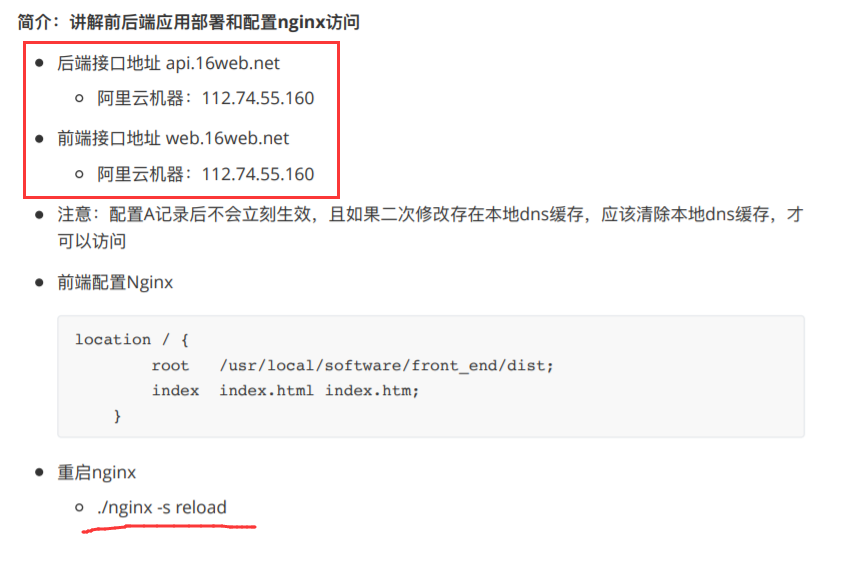 简介：讲解前后端应用部署和配置nginx访问
后端接口地址 api.16web.net
阿里云机器：112.74.55.160
前端接口地址 web.16web.net
阿里云机器：112.74.55.160
注意：配置A记录后不会立刻生效，且如果二次修改存在本地dns缓存，应该清除本地dns缓存，才
可以访问
前端配置Nginx
location / {
root /usr/local/software/front_end/dist;
index index.html index.htm;
}
重启nginx
./nginx -s reload